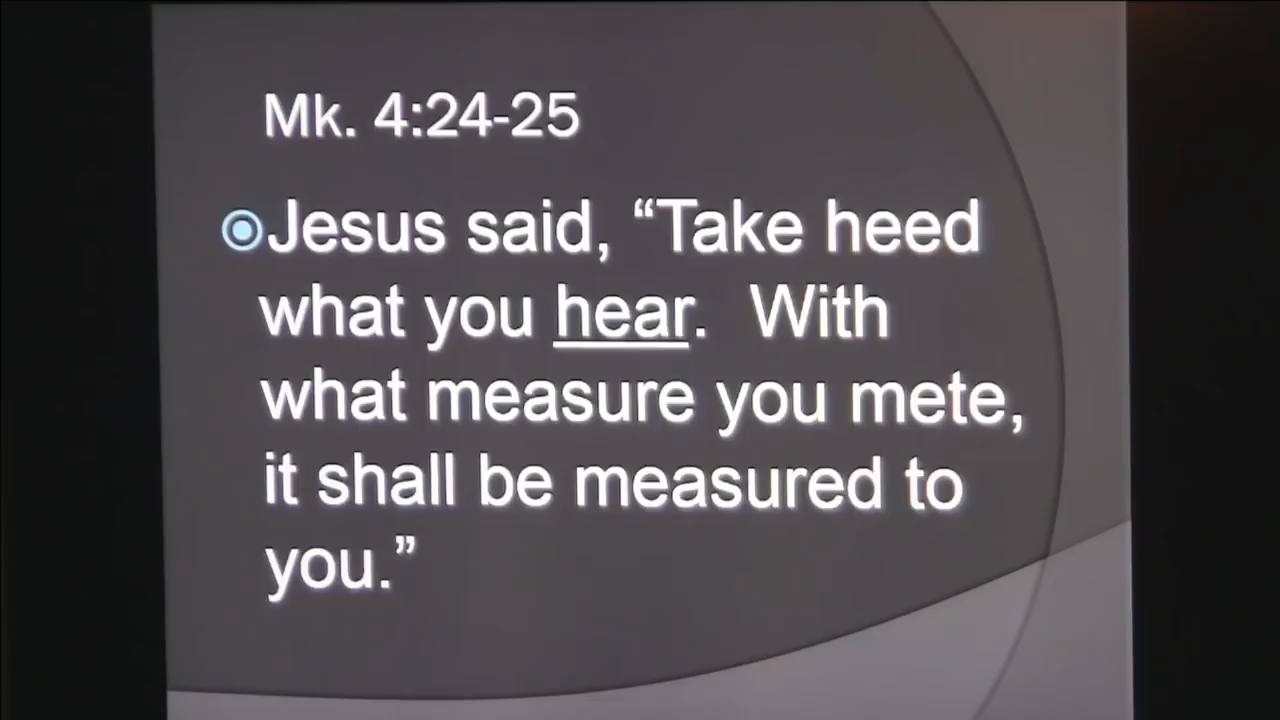 Mk. 4:24-25
Jesus said, “Take heed
what you hear. With
what measure you mete,
it shall be measured to
you.”